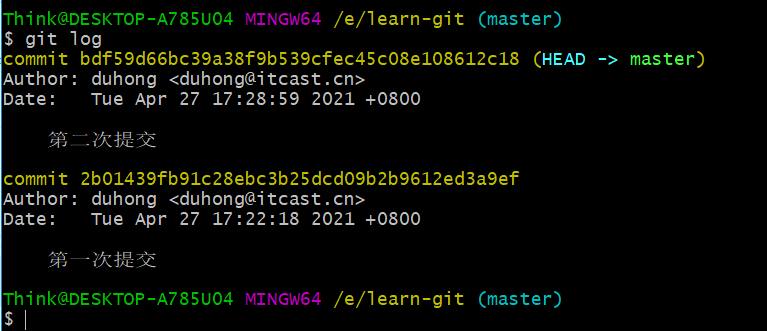 Think@DESKTOP-A785U04 MINGW64 /e/learn-git (master)
$ git log
commit bdf59d66bc39a38f9b539cfec45c08e108612c18 (HEAD -> master)
Author: duhong <duhong@itcast.cn>
Date:   Tue Apr 27 17:28:59 2021 +0800
第二次提交
commit 2b01439fb91c28ebc3b25dcd09b2b9612ed3a9ef
Author: duhong <duhong@itcast.cn>
Date:   Tue Apr 27 17:22:18 2021 +0800
第一次提交
Think@DESKTOP-A785U04 MINGW64 /e/learn-git (master)
$